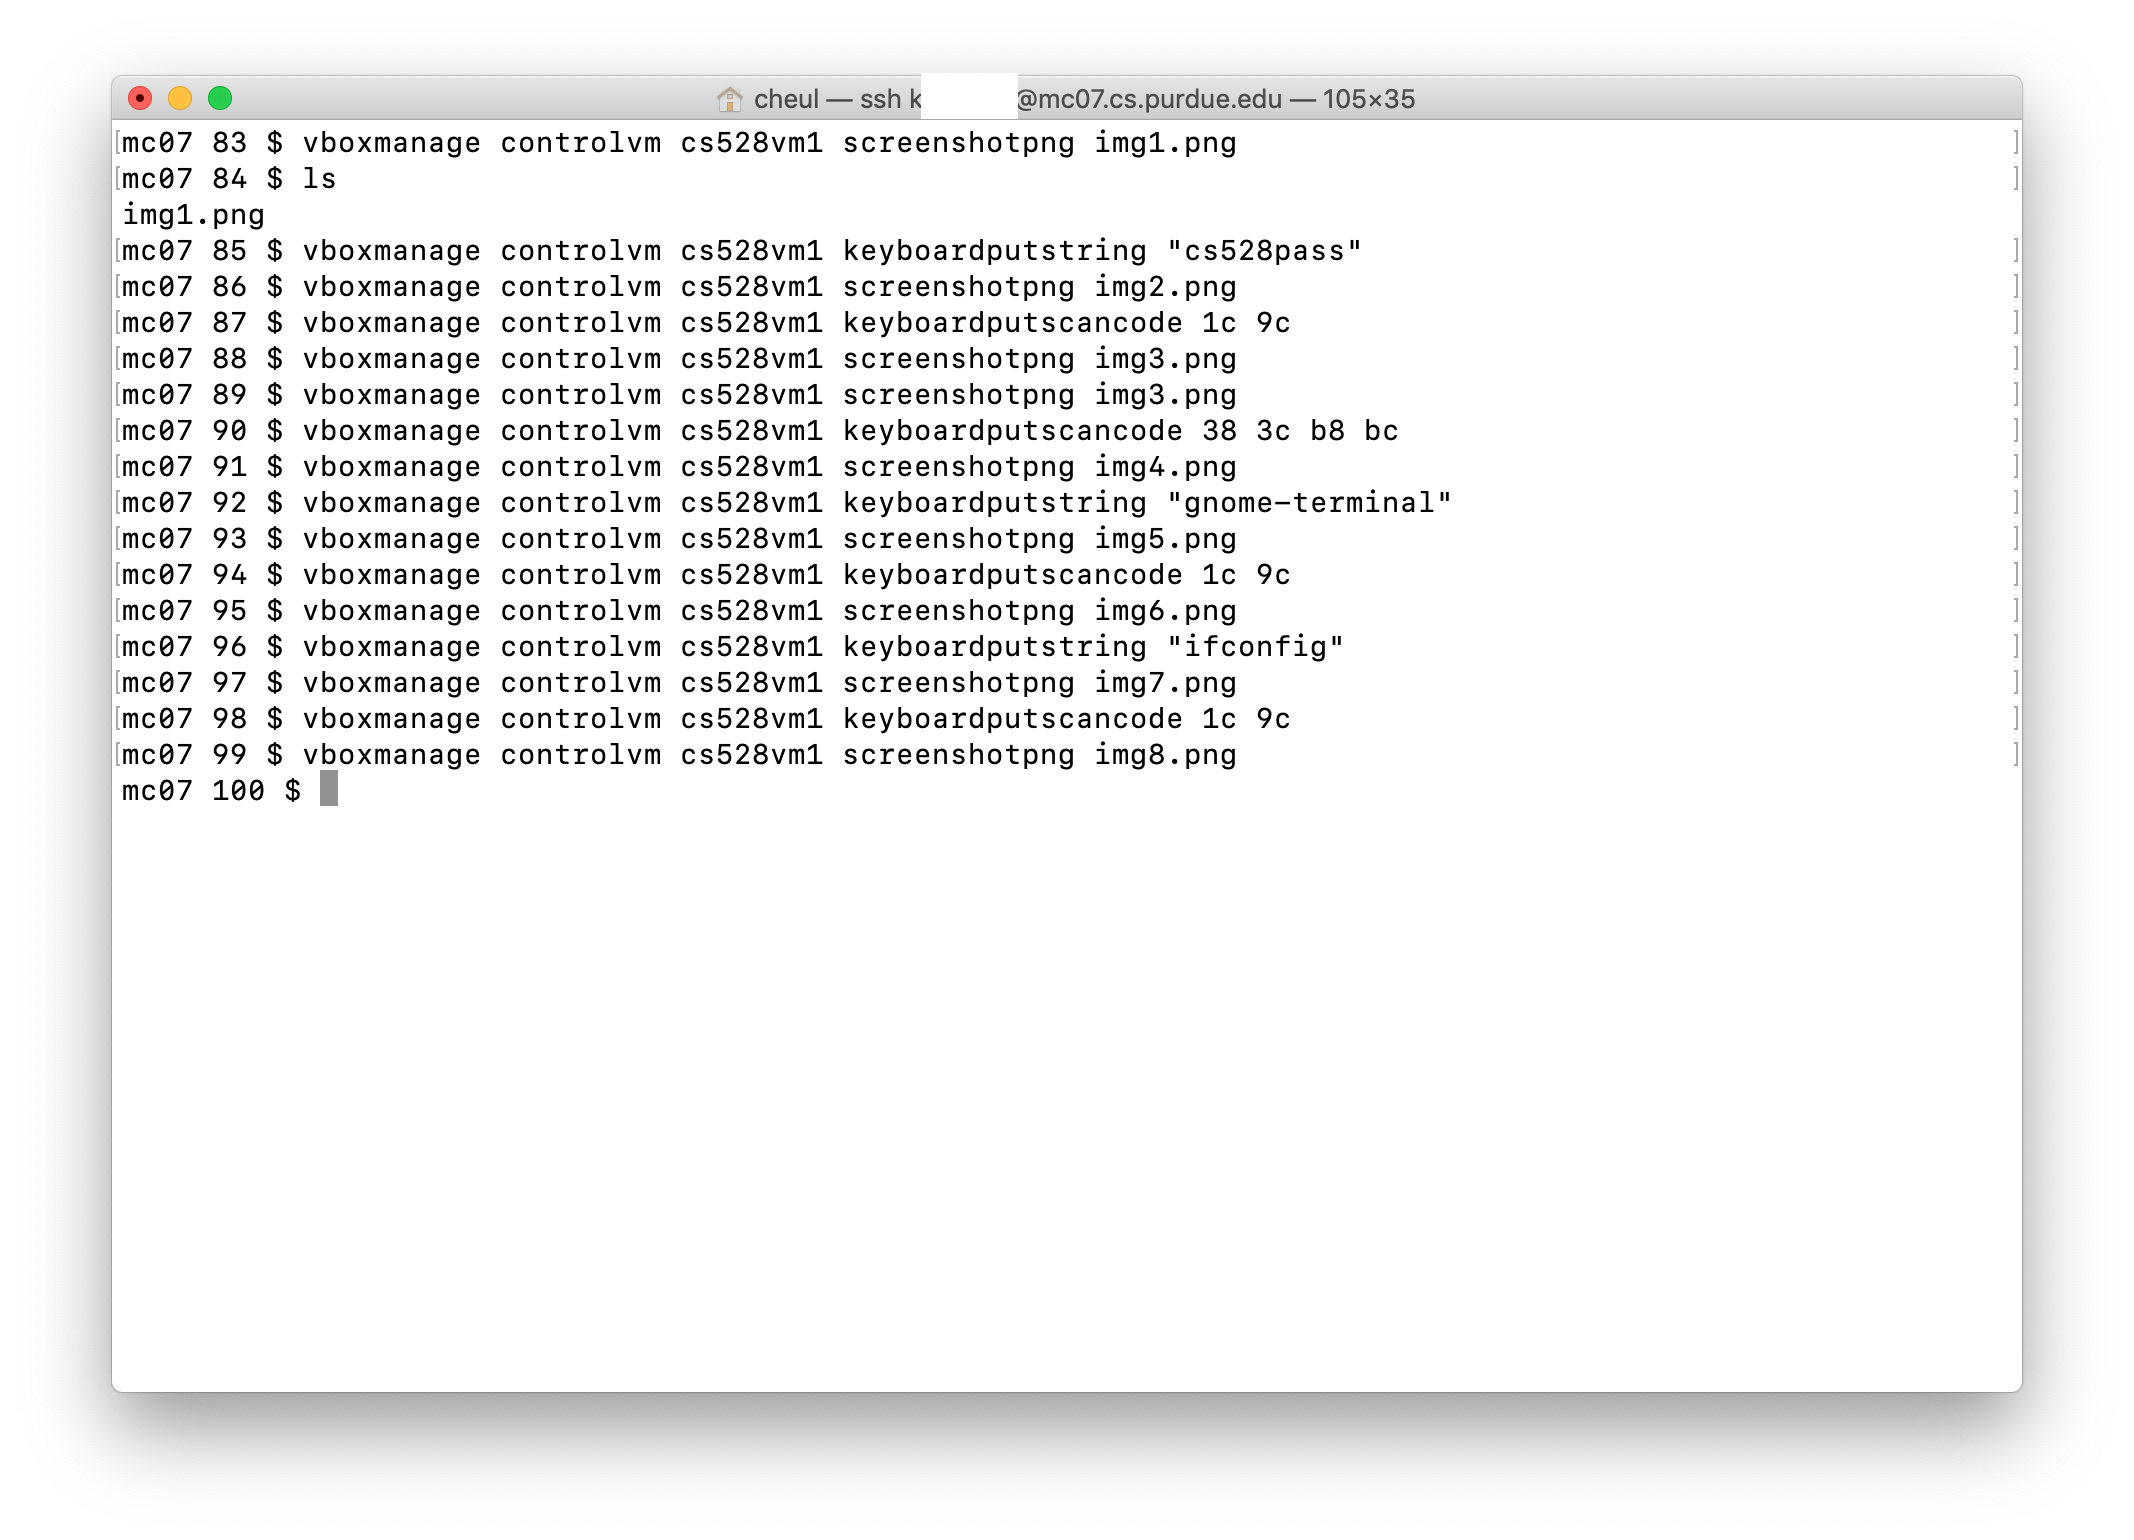 cheul — ssh k @mc07.cs.purdue.edu — 105×35
[mc07 83 $ vboxmanage controlvm cs528vm1 screenshotpng img1.png ]
[mc07 84 $ ls ]
img1.png
[mc07 85 $ vboxmanage controlvm cs528vm1 keyboardputstring "cs528pass" ]
[mc07 86 $ vboxmanage controlvm cs528vm1 screenshotpng img2.png ]
[mc07 87 $ vboxmanage controlvm cs528vm1 keyboardputscancode 1c 9c ]
[mc07 88 $ vboxmanage controlvm cs528vm1 screenshotpng img3.png ]
[mc07 89 $ vboxmanage controlvm cs528vm1 screenshotpng img3.png ]
[mc07 90 $ vboxmanage controlvm cs528vm1 keyboardputscancode 38 3c b8 bc ]
[mc07 91 $ vboxmanage controlvm cs528vm1 screenshotpng img4.png ]
[mc07 92 $ vboxmanage controlvm cs528vm1 keyboardputstring "gnome-terminal" ]
[mc07 93 $ vboxmanage controlvm cs528vm1 screenshotpng img5.png ]
[mc07 94 $ vboxmanage controlvm cs528vm1 keyboardputscancode 1c 9c ]
[mc07 95 $ vboxmanage controlvm cs528vm1 screenshotpng img6.png ]
[mc07 96 $ vboxmanage controlvm cs528vm1 keyboardputstring "ifconfig" ]
[mc07 97 $ vboxmanage controlvm cs528vm1 screenshotpng img7.png ]
[mc07 98 $ vboxmanage controlvm cs528vm1 keyboardputscancode 1c 9c ]
[mc07 99 $ vboxmanage controlvm cs528vm1 screenshotpng img8.png ]
mc07 100 $